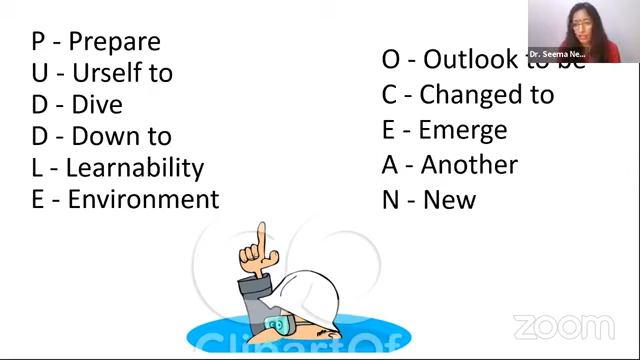 P - Prepare
U - Urself to
D - Dive
D - Down to
L - Learnability
E - Environment
O - Outlook to be
C - Changed to
E - Emerge
A - Another
N - New
Dr. Seema Ne...
ClipartOf
zoom